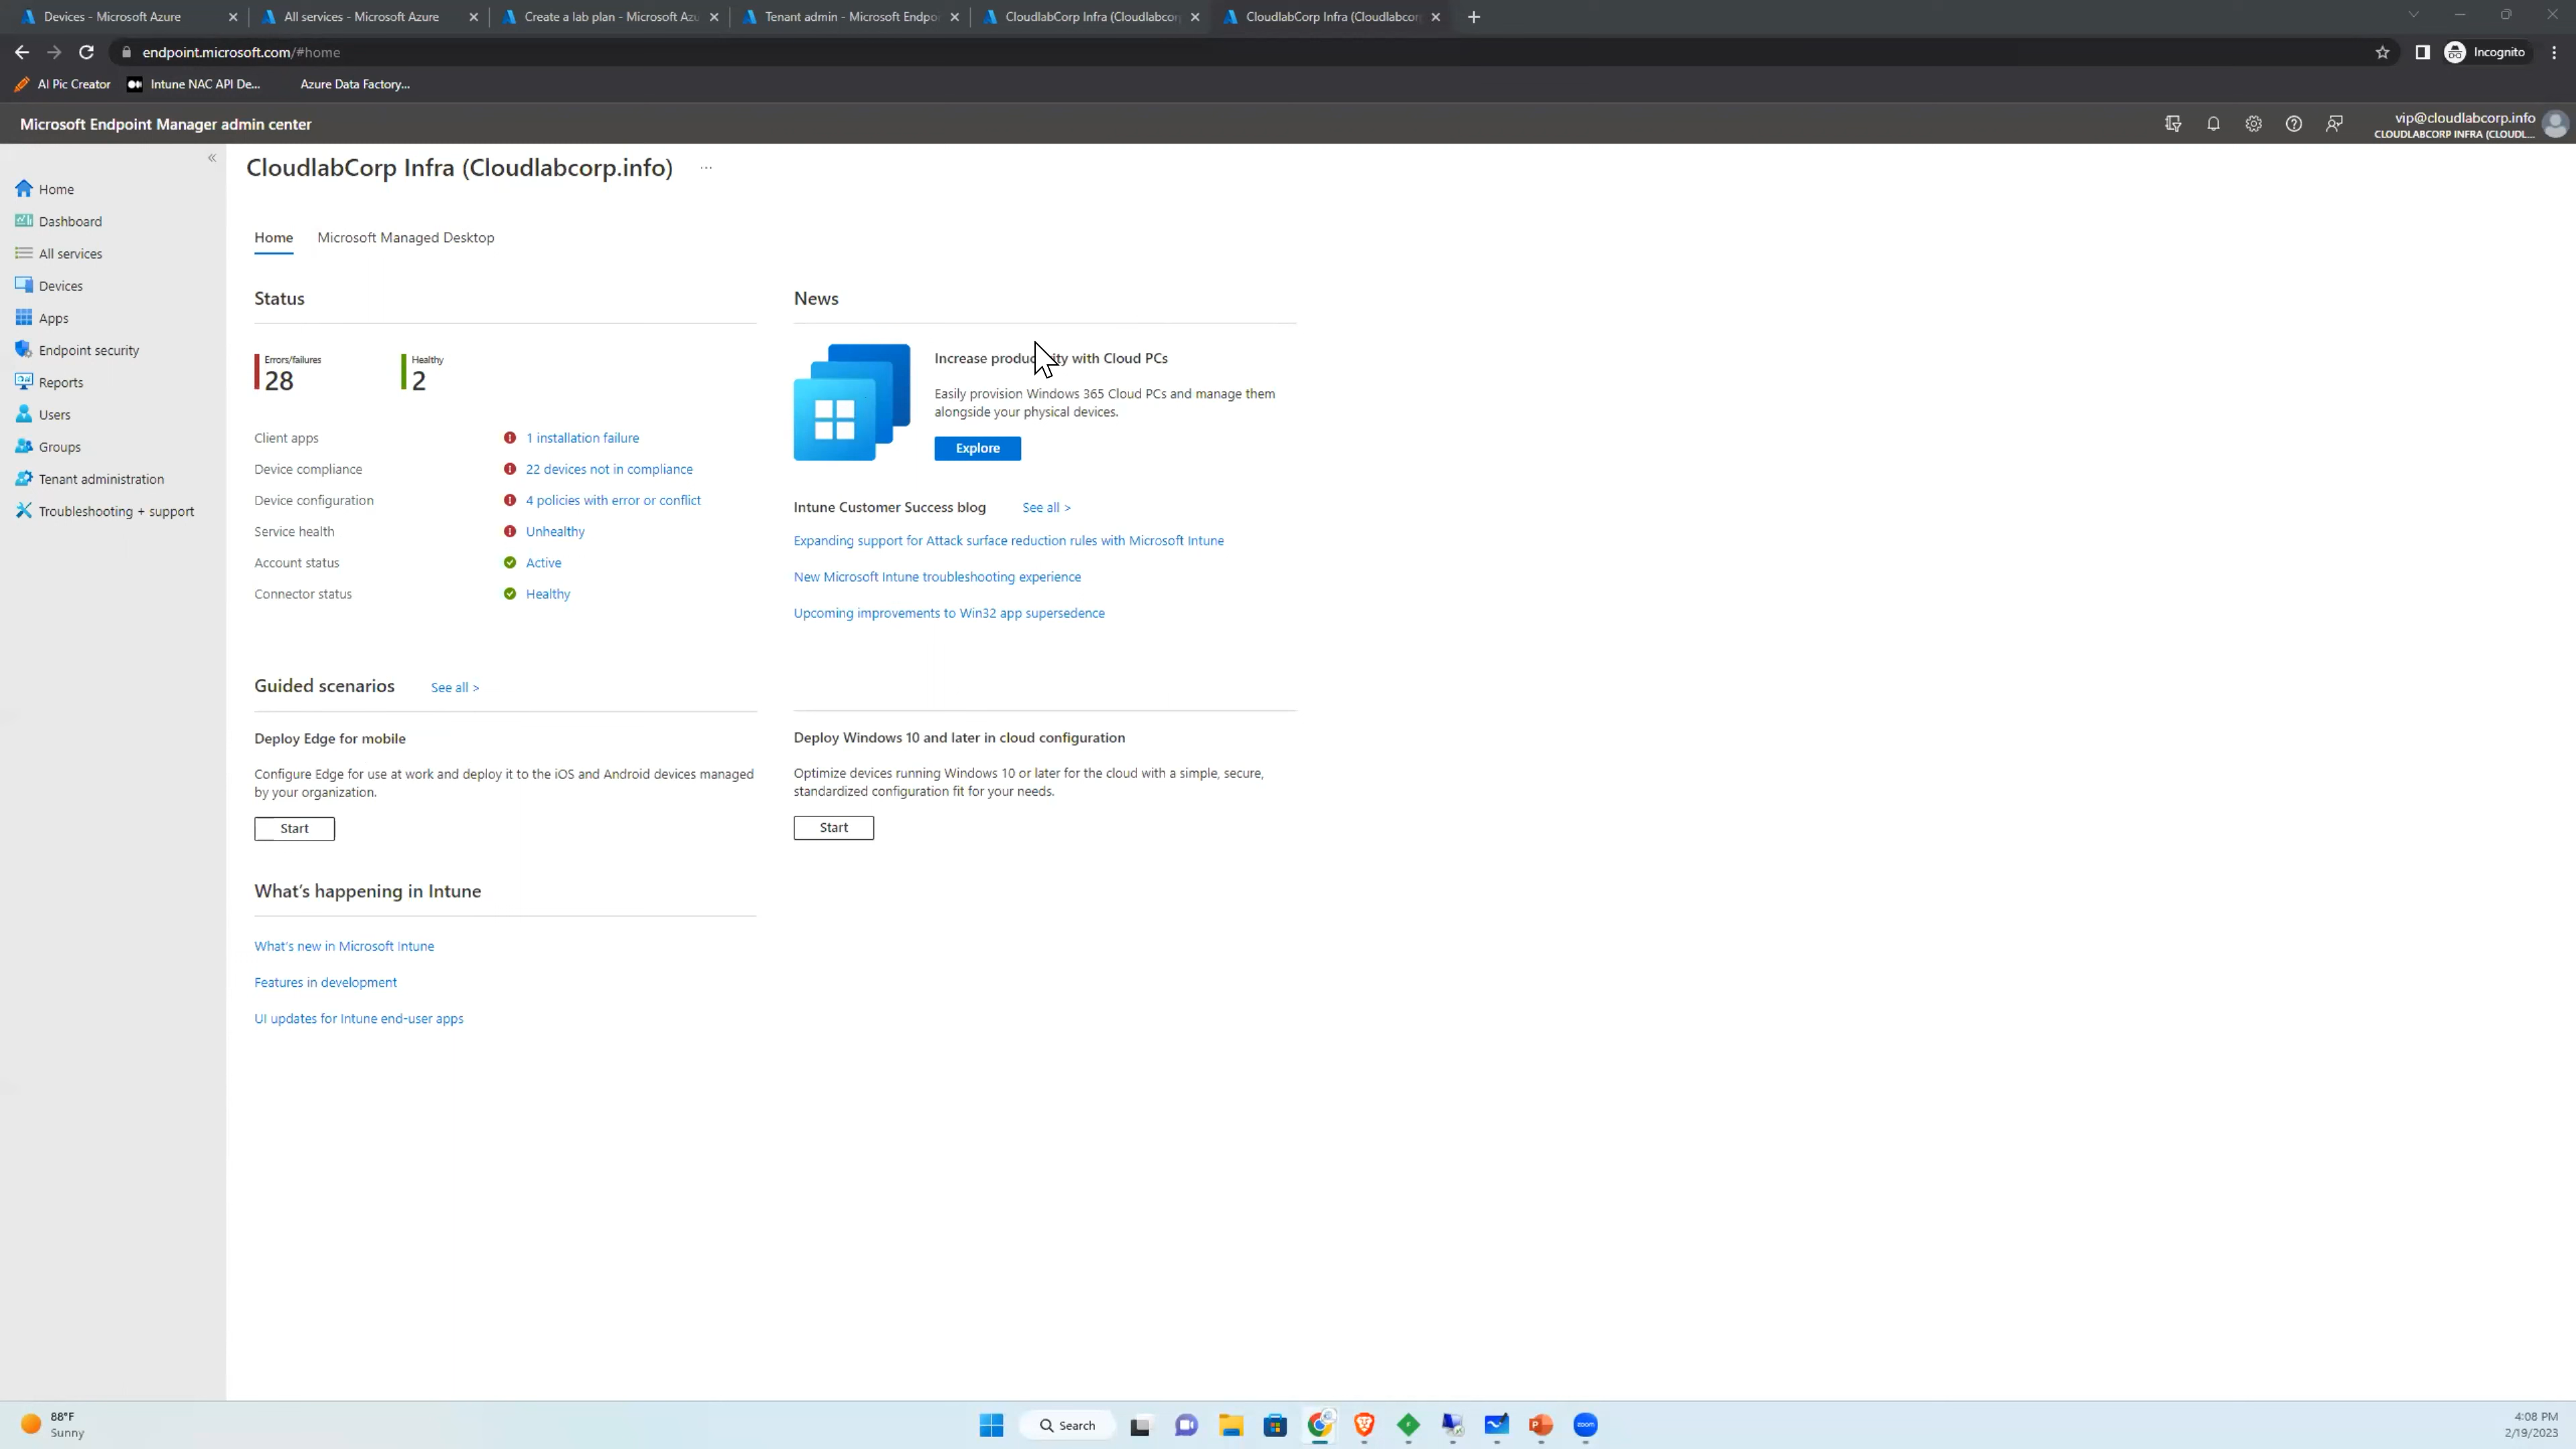 Devices - Microsoft Azure
All services - Microsoft Azure
Create a lab plan - Microsoft Azu
Tenant admin - Microsoft Endpo
CloudlabCorp Infra (Cloudlabcorp
CloudlabCorp Infra (Cloudlabcorp
endpoint.microsoft.com/#home
Incognito
AI Pic Creator
Intune NAC API De...
Azure Data Factory...
Microsoft Endpoint Manager admin center
vip@cloudlabcorp.info
CLOUDLABCORP INFRA (CLOUDL...
Home
Dashboard
All services
Devices
Apps
Endpoint security
Reports
Users
Groups
Tenant administration
Troubleshooting + support
CloudlabCorp Infra (Cloudlabcorp.info) ...
Home
Microsoft Managed Desktop
Status
Errors/failures
28
Healthy
2
Client apps
1 installation failure
Device compliance
22 devices not in compliance
Device configuration
4 policies with error or conflict
Service health
Unhealthy
Account status
Active
Connector status
Healthy
News
Increase productivity with Cloud PCs
Easily provision Windows 365 Cloud PCs and manage them
alongside your physical devices.
Explore
Intune Customer Success blog
See all >
Expanding support for Attack surface reduction rules with Microsoft Intune
New Microsoft Intune troubleshooting experience
Upcoming improvements to Win32 app supersedence
Guided scenarios
See all >
Deploy Edge for mobile
Configure Edge for use at work and deploy it to the iOS and Android devices managed
by your organization.
Start
Deploy Windows 10 and later in cloud configuration
Optimize devices running Windows 10 or later for the cloud with a simple, secure,
standardized configuration fit for your needs.
Start
What's happening in Intune
What's new in Microsoft Intune
Features in development
UI updates for Intune end-user apps
88°F
Sunny
Search
zoom
4:08 PM
2/19/2023